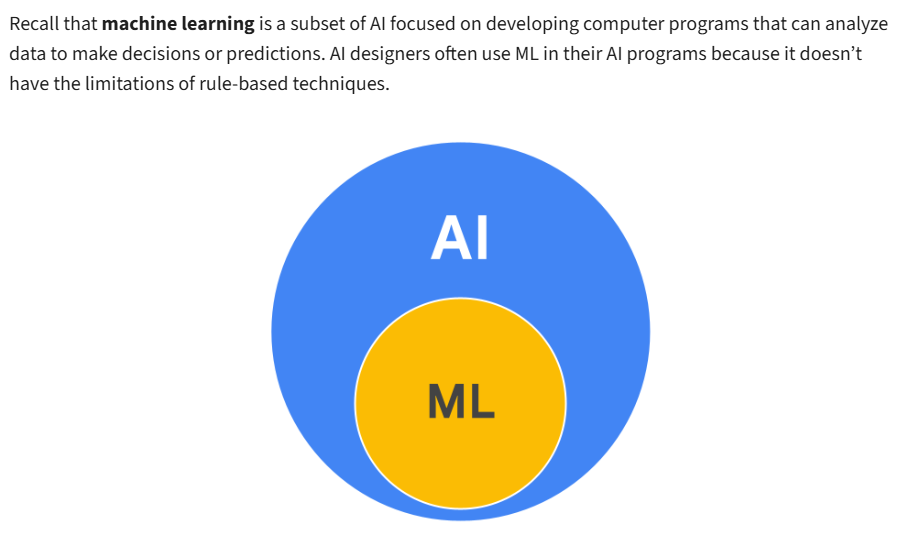 Recall that machine learning is a subset of AI focused on developing computer programs that can analyze
data to make decisions or predictions. AI designers often use ML in their AI programs because it doesn’t
have the limitations of rule-based techniques.
AI
ML